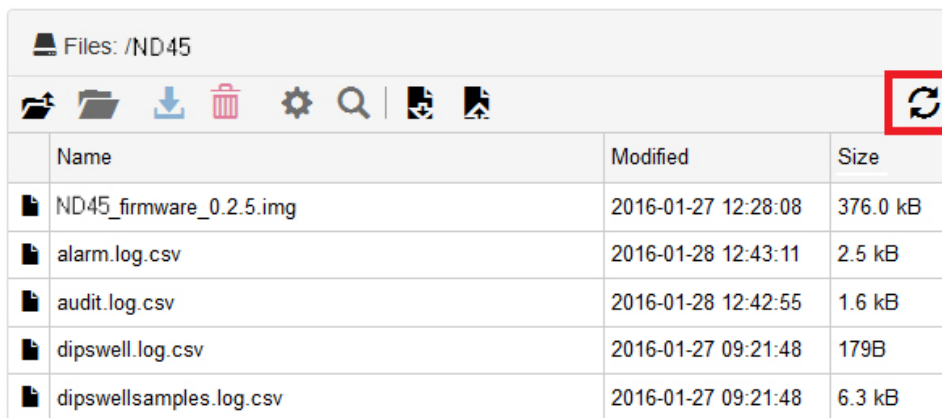 Files: /ND45
Name Modified Size
ND45_firmware_0.2.5.img 2016-01-27 12:28:08 376.0 kB
alarm.log.csv 2016-01-28 12:43:11 2.5 kB
audit.log.csv 2016-01-28 12:42:55 1.6 kB
dipswell.log.csv 2016-01-27 09:21:48 179B
dipswellsamples.log.csv 2016-01-27 09:21:48 6.3 kB